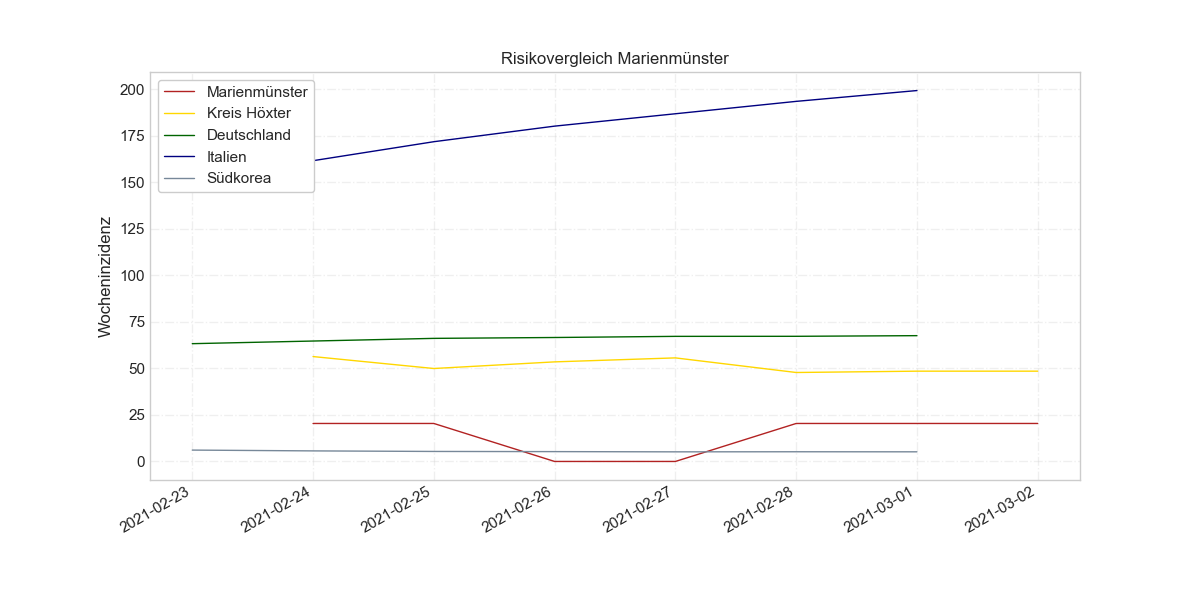 Risikovergleich Marienmünster
Marienmünster
Kreis Höxter
Deutschland
Italien
Südkorea
Wocheninzidenz
200
175
150
125
100
75
50
25
0
2021-02-23
2021-02-24
2021-02-25
2021-02-26
2021-02-27
2021-02-28
2021-03-01
2021-03-02